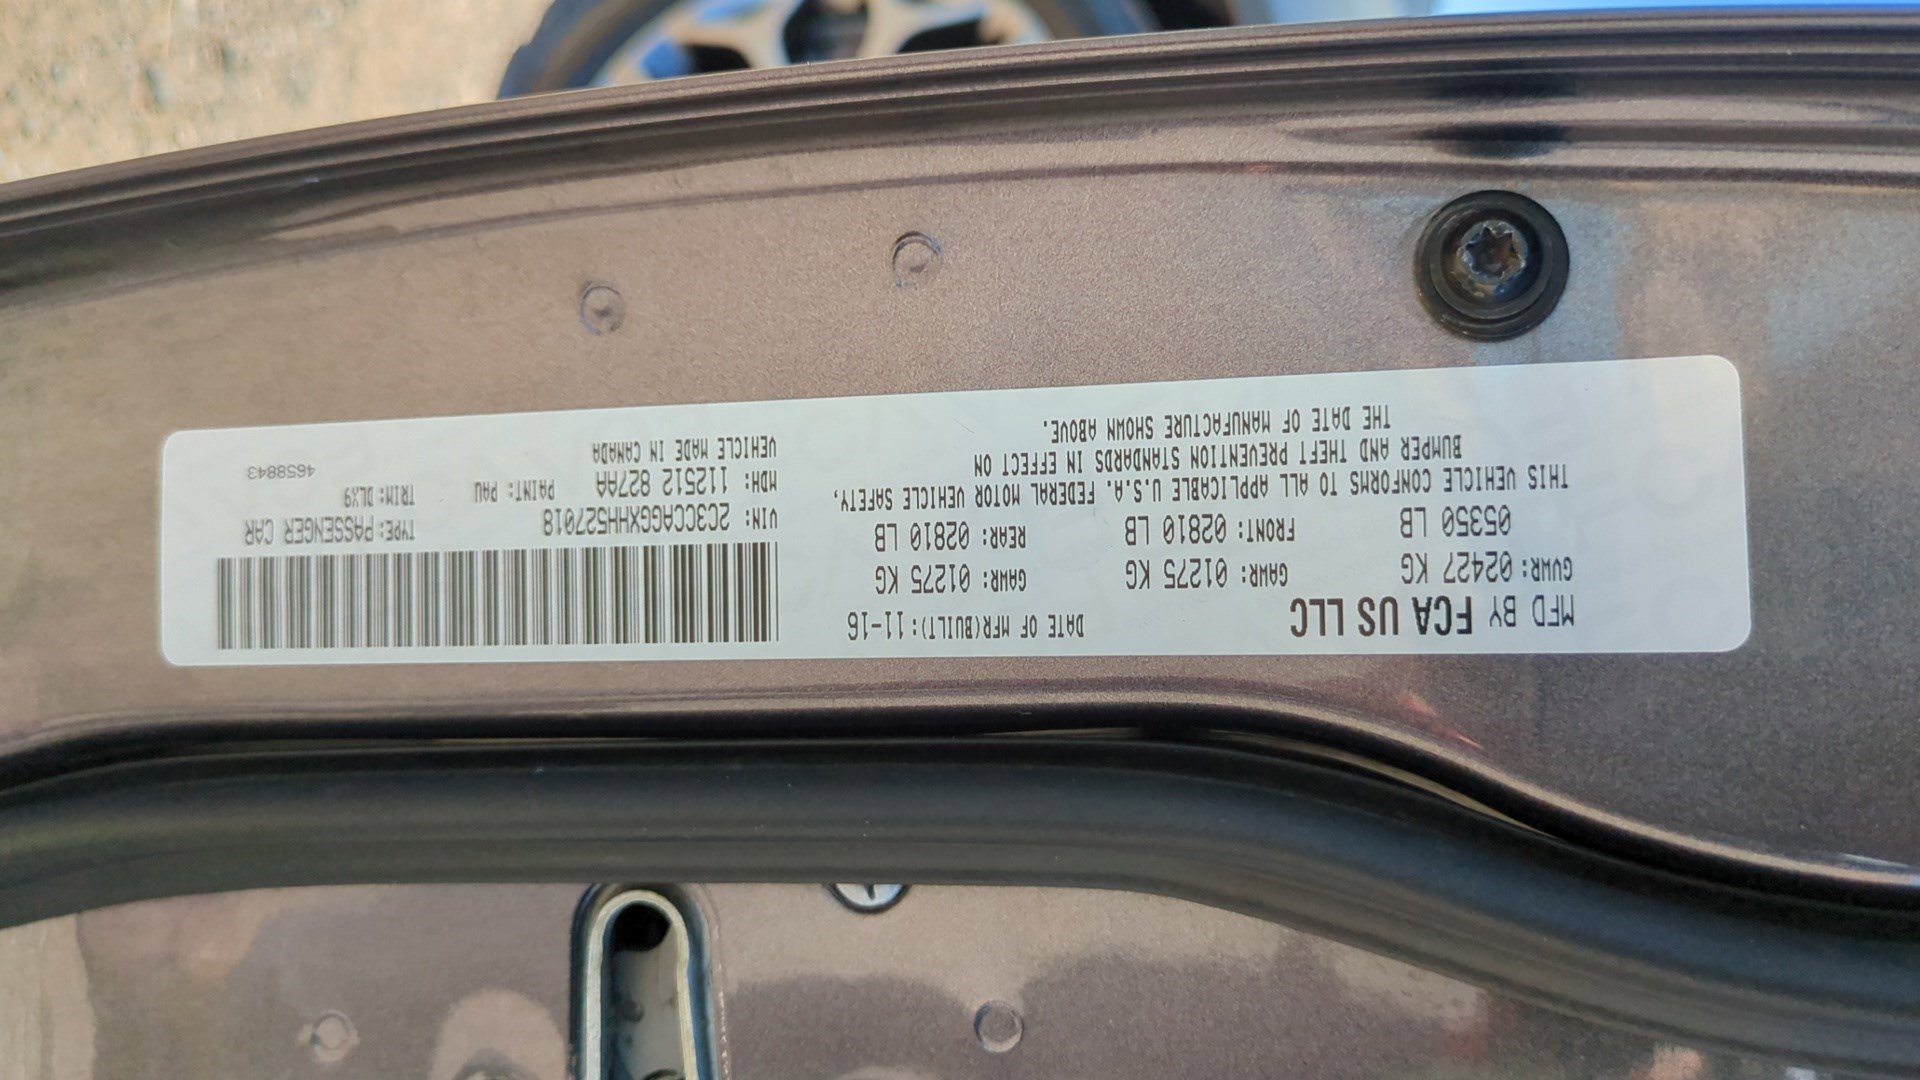 MFD BY FCA US LLC DATE OF MFR(BUILT): 11-16
GVWR: 02427 KG GAWR: 01275 KG GAWR: 01275 KG
05350 LB FRONT: 02810 LB REAR: 02810 LB
THIS VEHICLE CONFORMS TO ALL APPLICABLE U.S.A. FEDERAL MOTOR VEHICLE SAFETY,
BUMPER AND THEFT PREVENTION STANDARDS IN EFFECT ON
THE DATE OF MANUFACTURE SHOWN ABOVE.
VIN: 2C3CCAGGXHH527018 TYPE: PASSENGER CAR
MDH: 112512 827AA PAINT: PAU TRIM: DLX9
VEHICLE MADE IN CANADA 4658843